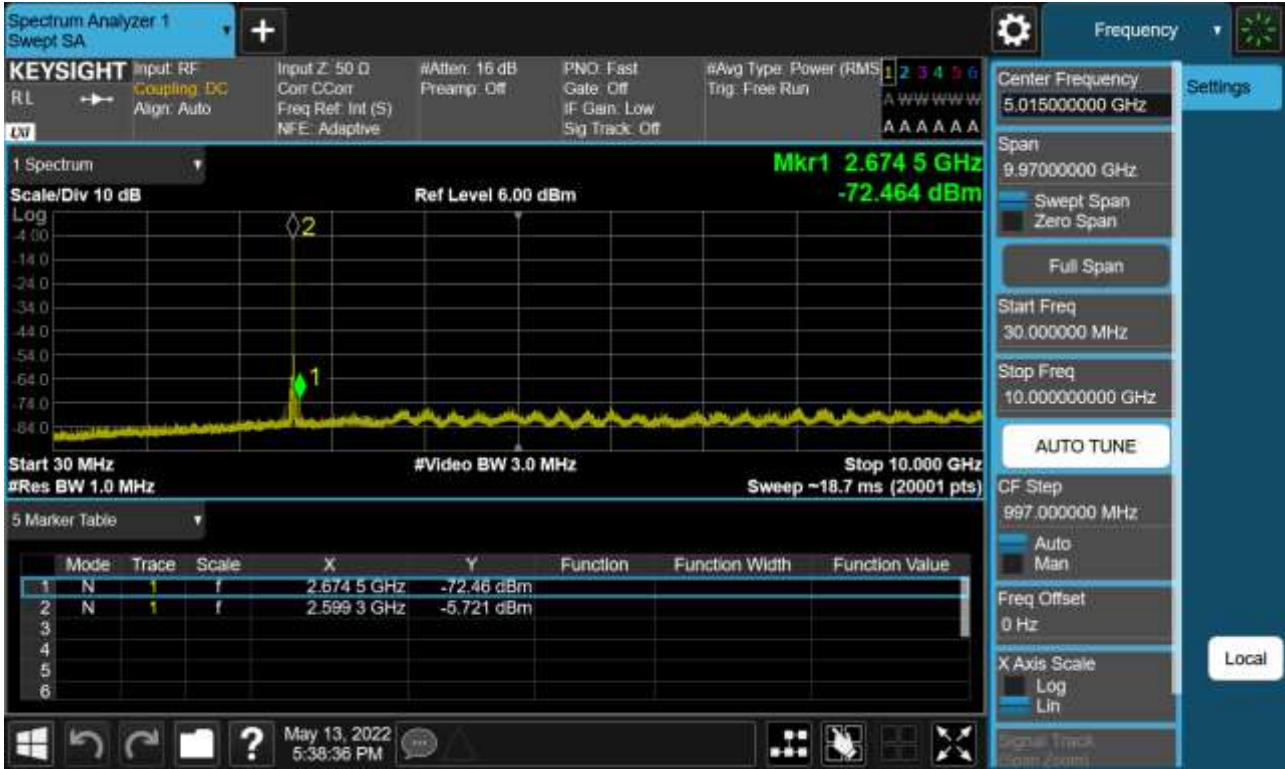 Spectrum Analyzer 1
Swept SA
+
Frequency
KEYSIGHT
RL
LXI
Input: RF
Coupling: DC
Align: Auto
Input Z: 50 Ω
Corr CCorr
Freq Ref: Int (S)
NFE: Adaptive
#Atten: 16 dB
Preamp: Off
PNO: Fast
Gate: Off
IF Gain: Low
Sig Track: Off
#Avg Type: Power (RMS
Trig: Free Run
1 2 3 4 5 6
A W W W W W
A A A A A A
1 Spectrum
Mkr1 2.674 5 GHz
Scale/Div 10 dB
Ref Level 6.00 dBm
-72.464 dBm
Log
-4.00
-14.0
-24.0
-34.0
-44.0
-54.0
-64.0
-74.0
-84.0
2
1
Start 30 MHz
#Video BW 3.0 MHz
Stop 10.000 GHz
#Res BW 1.0 MHz
Sweep ~18.7 ms (20001 pts)
5 Marker Table
Mode Trace Scale X Y Function Function Width Function Value
1 N 1 f 2.674 5 GHz -72.46 dBm
2 N 1 f 2.599 3 GHz -5.721 dBm
3
4
5
6
?
May 13, 2022
5:38:36 PM
Center Frequency
5.015000000 GHz
Settings
Span
9.97000000 GHz
Swept Span
Zero Span
Full Span
Start Freq
30.000000 MHz
Stop Freq
10.000000000 GHz
AUTO TUNE
CF Step
997.000000 MHz
Auto
Man
Freq Offset
0 Hz
X Axis Scale
Log
Lin
Local
Signal Track
(Span Zoom)